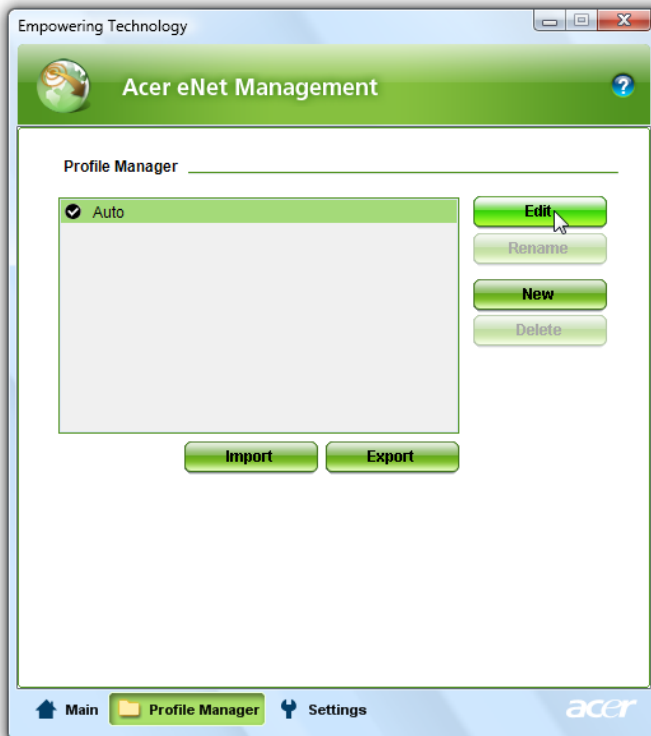 Empowering Technology
Acer eNet Management
?
Profile Manager
Auto
Edit
Rename
New
Delete
Import Export
Main Profile Manager Settings acer